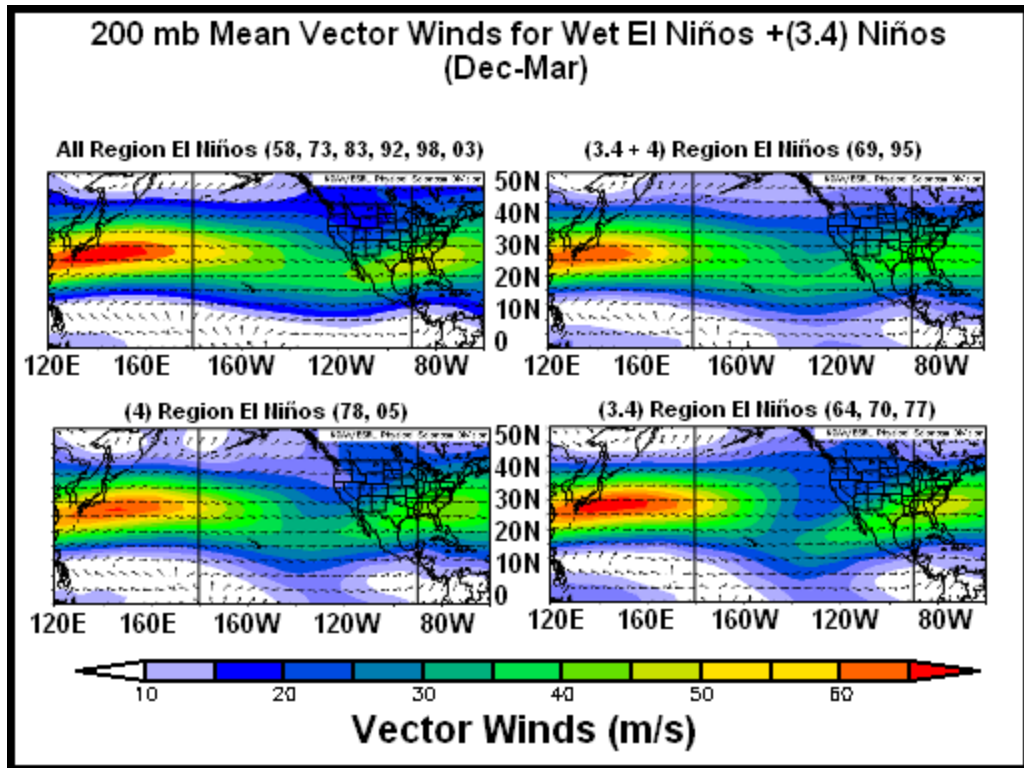 200 mb Mean Vector Winds for Wet El Niños +(3.4) Niños
(Dec-Mar)
All Region El Niños (58, 73, 83, 92, 98, 03)
(3.4 + 4) Region El Niños (69, 95)
50N
40N
30N
20N
10N
0
120E 160E 160W 120W 80W
120E 160E 160W 120W 80W
(4) Region El Niños (78, 05)
(3.4) Region El Niños (64, 70, 77)
50N
40N
30N
20N
10N
0
120E 160E 160W 120W 80W
120E 160E 160W 120W 80W
10 20 30 40 50 60
Vector Winds (m/s)